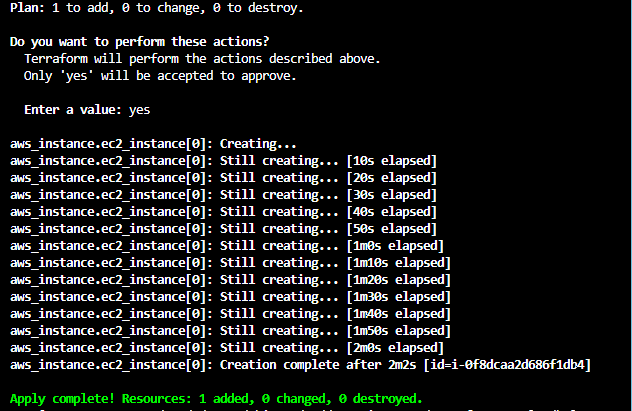 Plan: 1 to add, 0 to change, 0 to destroy.
Do you want to perform these actions?
Terraform will perform the actions described above.
Only 'yes' will be accepted to approve.
Enter a value: yes
aws_instance.ec2_instance[0]: Creating...
aws_instance.ec2_instance[0]: Still creating... [10s elapsed]
aws_instance.ec2_instance[0]: Still creating... [20s elapsed]
aws_instance.ec2_instance[0]: Still creating... [30s elapsed]
aws_instance.ec2_instance[0]: Still creating... [40s elapsed]
aws_instance.ec2_instance[0]: Still creating... [50s elapsed]
aws_instance.ec2_instance[0]: Still creating... [1m0s elapsed]
aws_instance.ec2_instance[0]: Still creating... [1m10s elapsed]
aws_instance.ec2_instance[0]: Still creating... [1m20s elapsed]
aws_instance.ec2_instance[0]: Still creating... [1m30s elapsed]
aws_instance.ec2_instance[0]: Still creating... [1m40s elapsed]
aws_instance.ec2_instance[0]: Still creating... [1m50s elapsed]
aws_instance.ec2_instance[0]: Still creating... [2m0s elapsed]
aws_instance.ec2_instance[0]: Creation complete after 2m2s [id=i-0f8dcaa2d686f1db4]
Apply complete! Resources: 1 added, 0 changed, 0 destroyed.